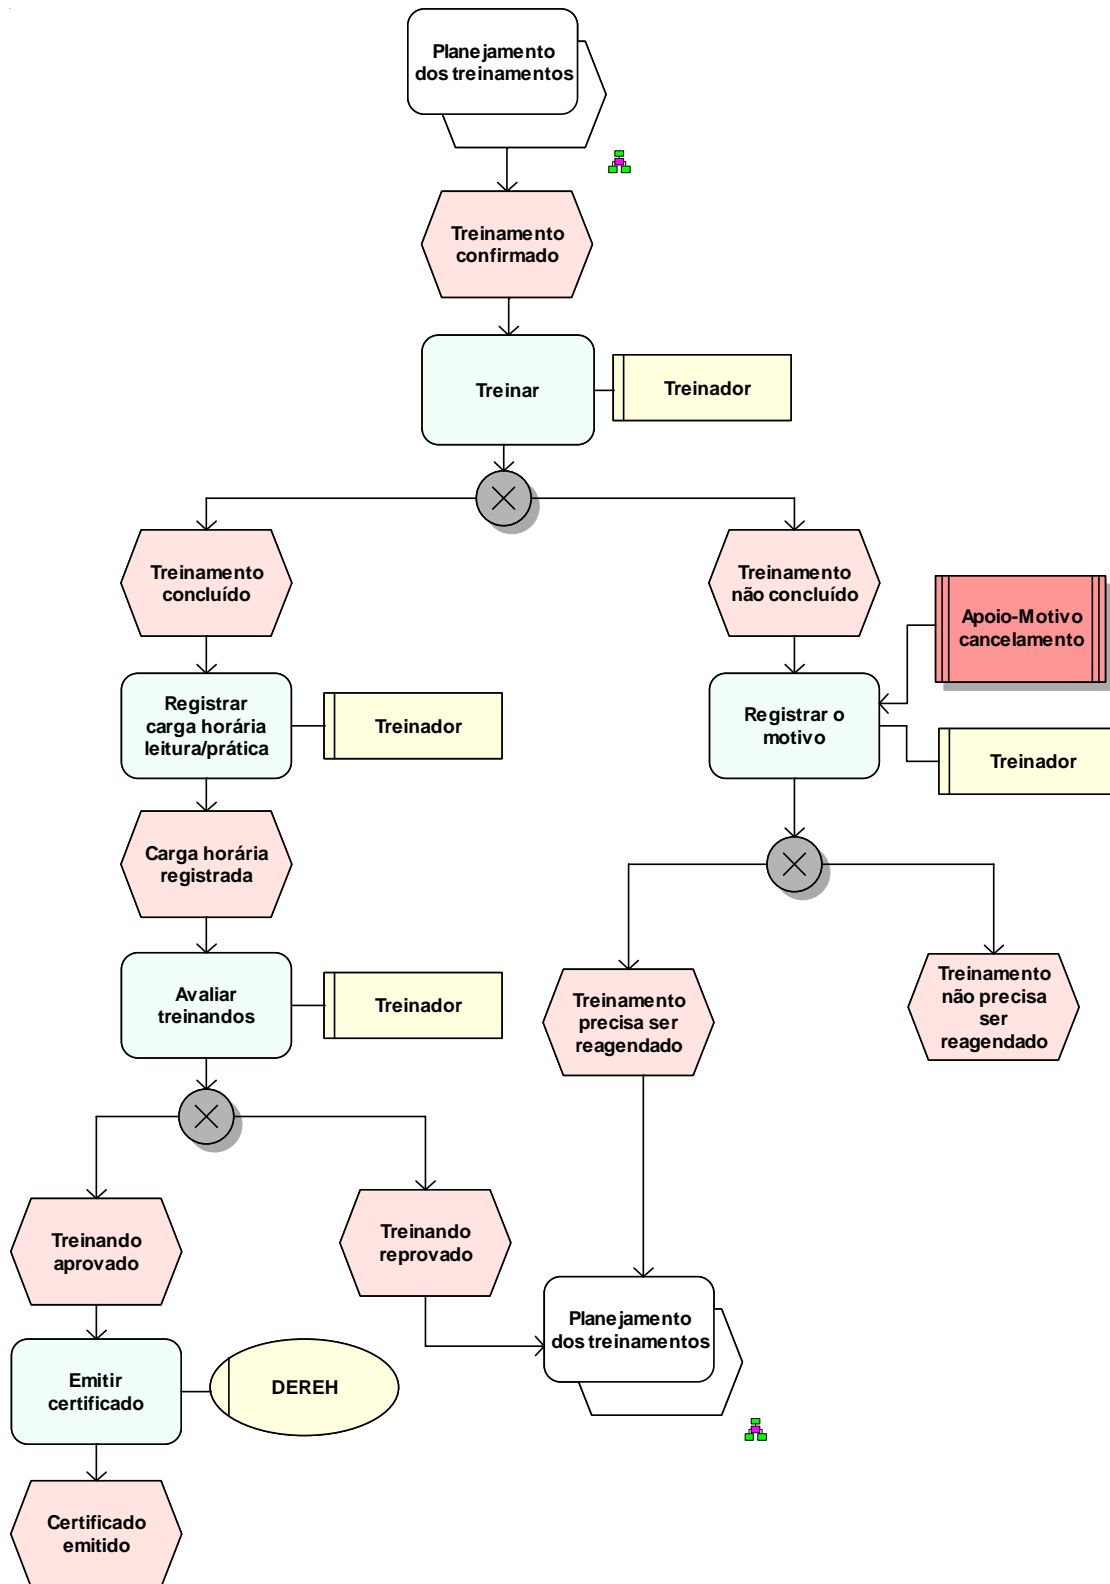 Planejamento
dos treinamentos
Treinamento
confirmado
Treinar
Treinador
Treinamento
concluído
Treinamento
não concluído
Apoio-Motivo
cancelamento
Registrar
carga horária
leitura/prática
Treinador
Registrar o
motivo
Treinador
Carga horária
registrada
Avaliar
treinandos
Treinador
Treinamento
precisa ser
reagendado
Treinamento
não precisa
ser
reagendado
Treinando
aprovado
Treinando
reprovado
Planejamento
dos treinamentos
Emitir
certificado
DEREH
Certificado
emitido